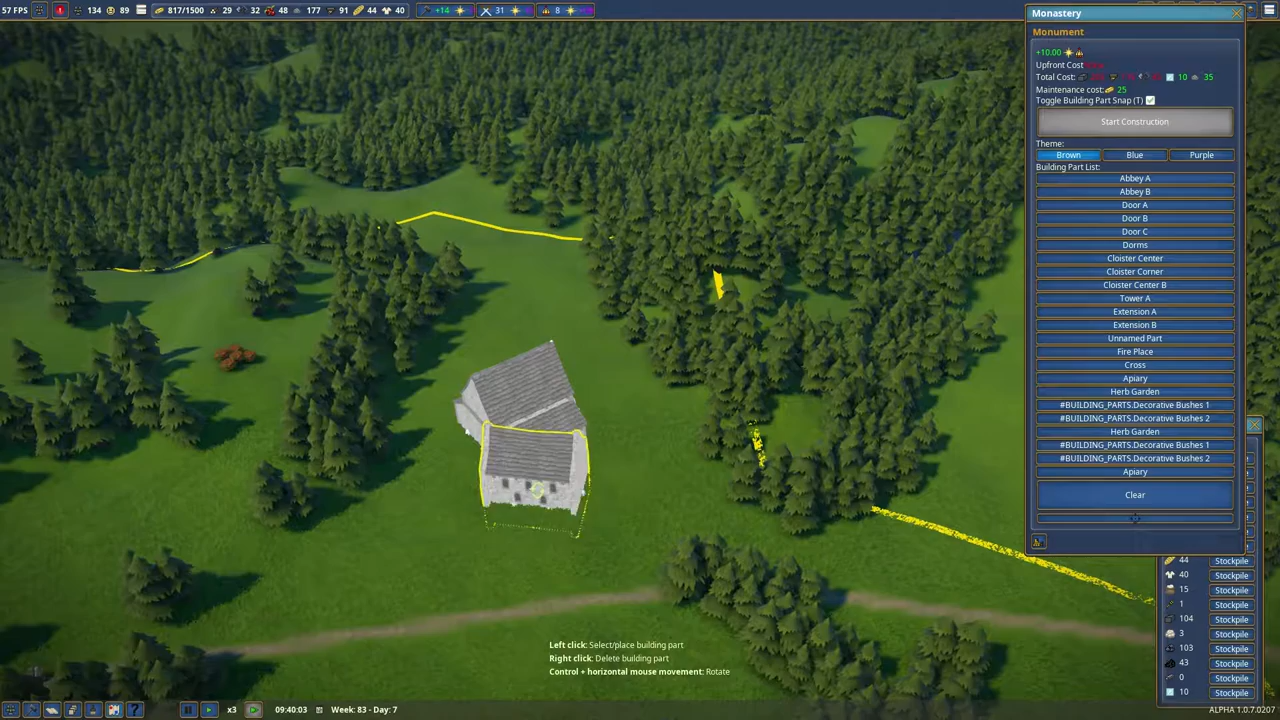 57 FPS 134 89 817/1500 29 32 48 177 91 44 40 +14 31 8
Monastery
Monument
+10.00
Upfront Cost
Total Cost: 10 35
Maintenance cost: 25
Toggle Building Part Snap (T)
Start Construction
Theme:
Brown Blue Purple
Building Part List:
Abbey A
Abbey B
Door A
Door B
Door C
Dorms
Cloister Center
Cloister Corner
Cloister Center B
Tower A
Extension A
Extension B
Unnamed Part
Fire Place
Cross
Apiary
Herb Garden
#BUILDING_PARTS.Decorative Bushes 1
#BUILDING_PARTS.Decorative Bushes 2
Herb Garden
#BUILDING_PARTS.Decorative Bushes 1
#BUILDING_PARTS.Decorative Bushes 2
Apiary
Clear
44 Stockpile
40 Stockpile
15 Stockpile
1 Stockpile
104 Stockpile
3 Stockpile
103 Stockpile
43 Stockpile
0 Stockpile
10 Stockpile
Left click: Select/place building part
Right click: Delete building part
Control + horizontal mouse movement: Rotate
x3 09:40:03 Week: 83 - Day: 7
ALPHA 1.0.7.0207